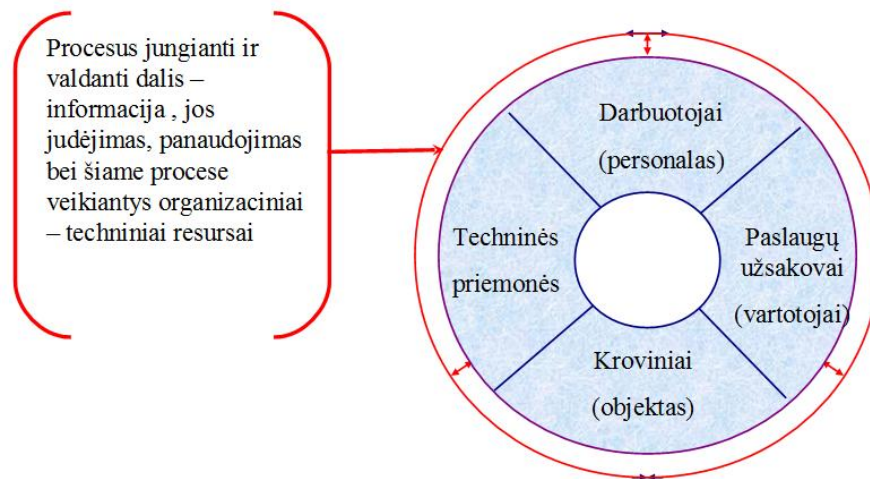 Procesus jungianti ir
valdanti dalis –
informacija , jos
judėjimas, panaudojimas
bei šiame procese
veikiantys organizaciniai
– techniniai resursai
Darbuotojai
(personalas)
Techninės
priemonės
Paslaugų
užsakovai
(vartotojai)
Kroviniai
(objektas)